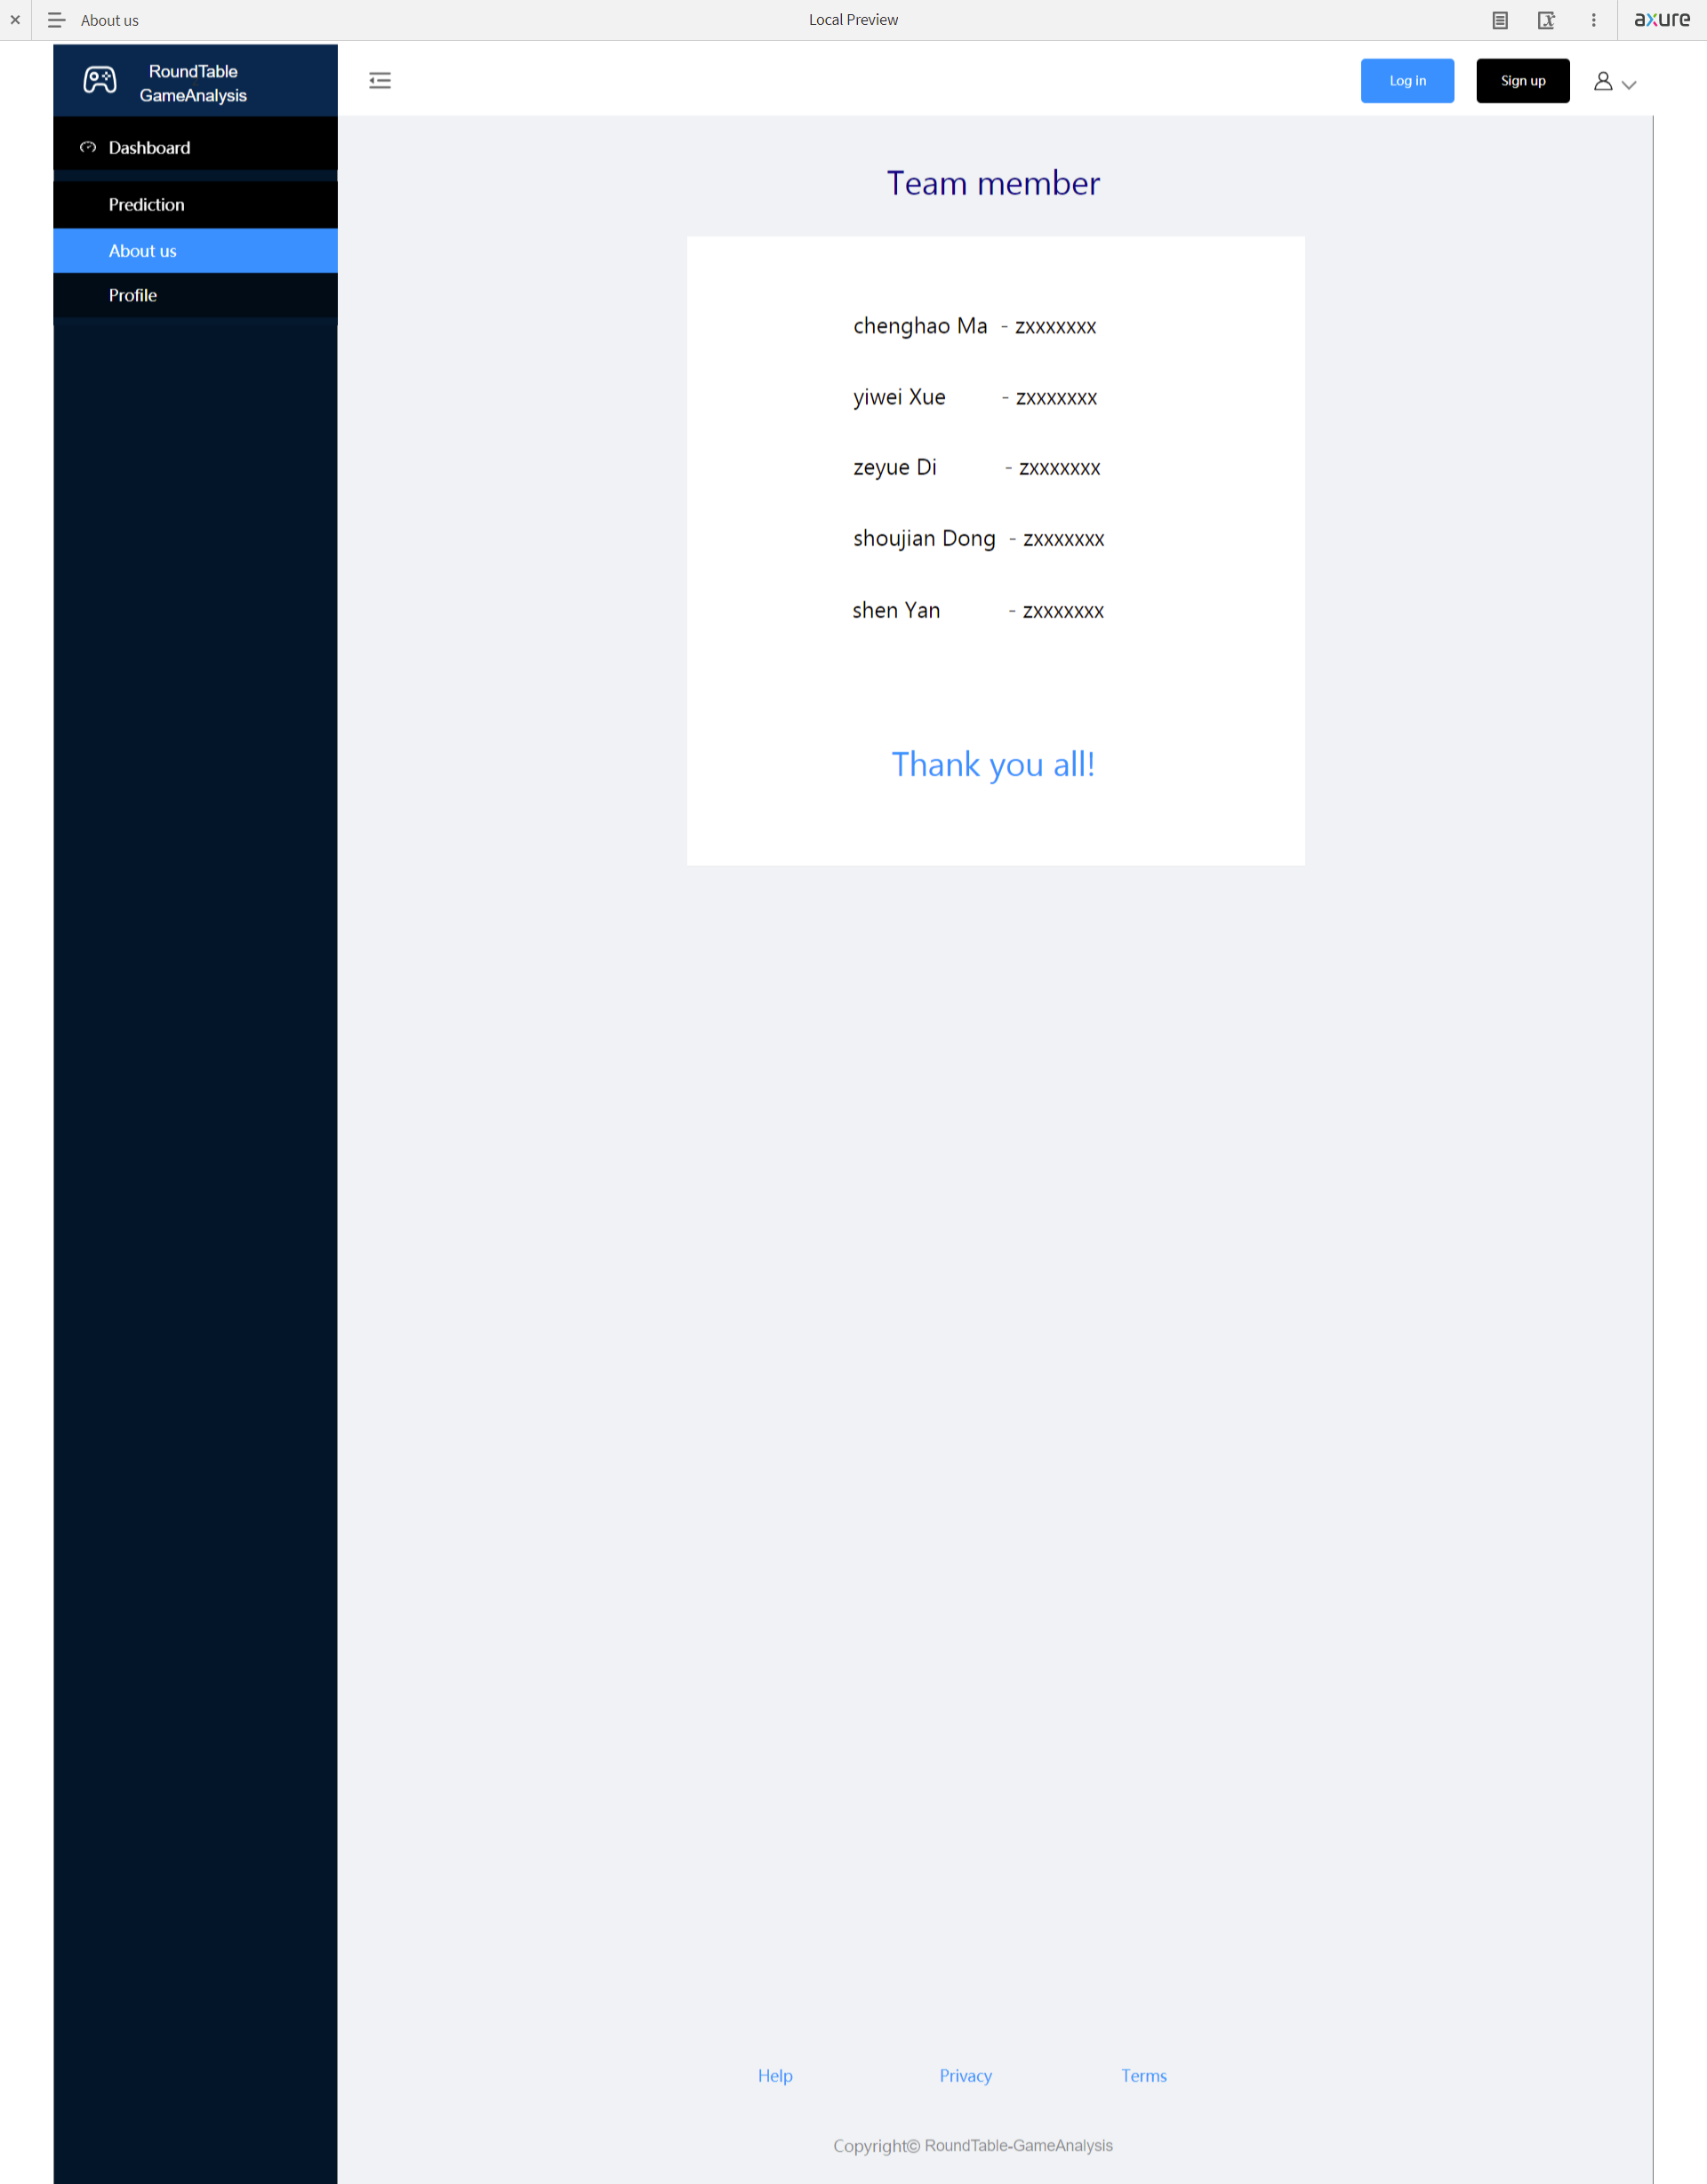 About us
Local Preview
axure
RoundTable
GameAnalysis
Log in
Sign up
Dashboard
Prediction
About us
Profile
Team member
chenghao Ma - zxxxxxxx
yiwei Xue - zxxxxxxx
zeyue Di - zxxxxxxx
shoujian Dong - zxxxxxxx
shen Yan - zxxxxxxx
Thank you all!
Help
Privacy
Terms
Copyright© RoundTable-GameAnalysis